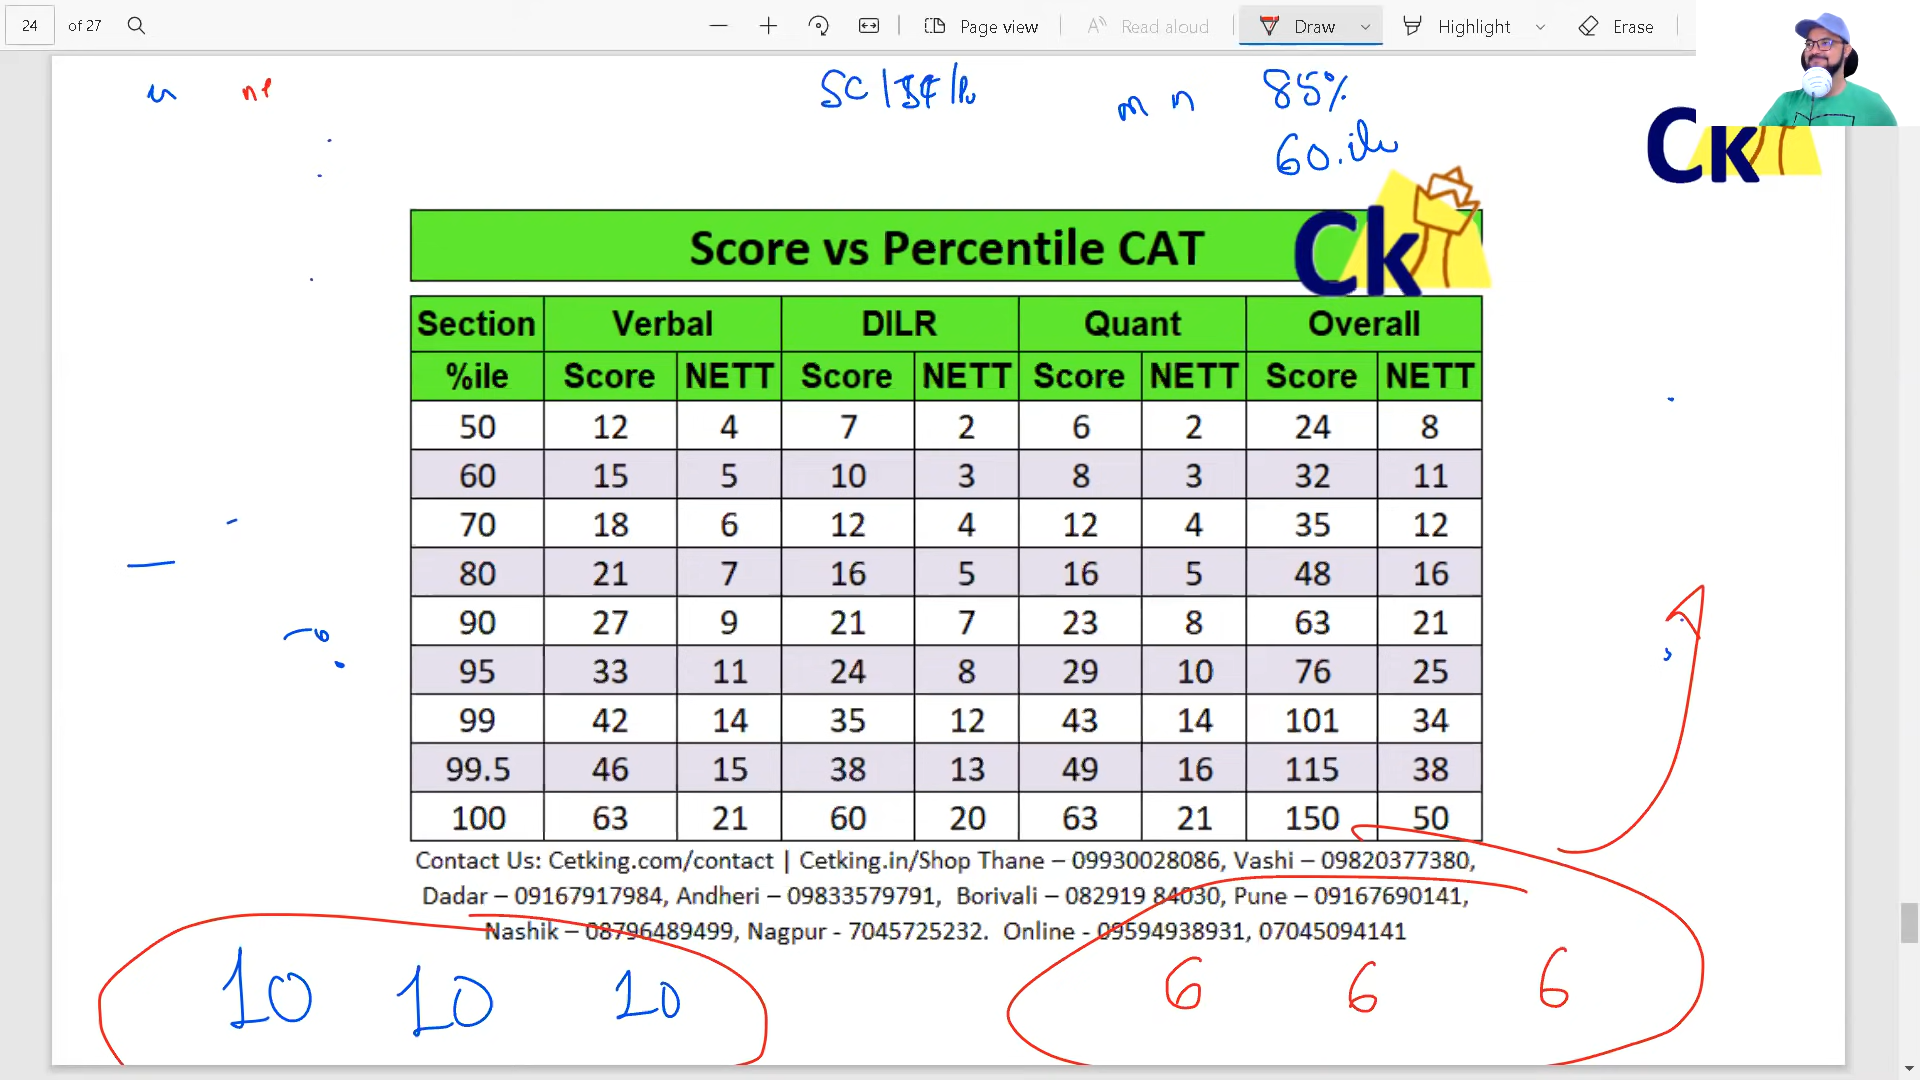 24 of 27 Page view Read aloud Draw Highlight Erase
m n 85%
60.ile
Ck
Score vs Percentile CAT
Ck
Section Verbal DILR Quant Overall
%ile Score NETT Score NETT Score NETT Score NETT
50 12 4 7 2 6 2 24 8
60 15 5 10 3 8 3 32 11
70 18 6 12 4 12 4 35 12
80 21 7 16 5 16 5 48 16
90 27 9 21 7 23 8 63 21
95 33 11 24 8 29 10 76 25
99 42 14 35 12 43 14 101 34
99.5 46 15 38 13 49 16 115 38
100 63 21 60 20 63 21 150 50
Contact Us: Cetking.com/contact | Cetking.in/Shop Thane – 09930028086, Vashi – 09820377380,
Dadar – 09167917984, Andheri – 09833579791, Borivali – 082919 84030, Pune – 09167690141,
Nashik – 08796489499, Nagpur - 7045725232. Online - 09594938931, 07045094141
10 10 10 6 6 6